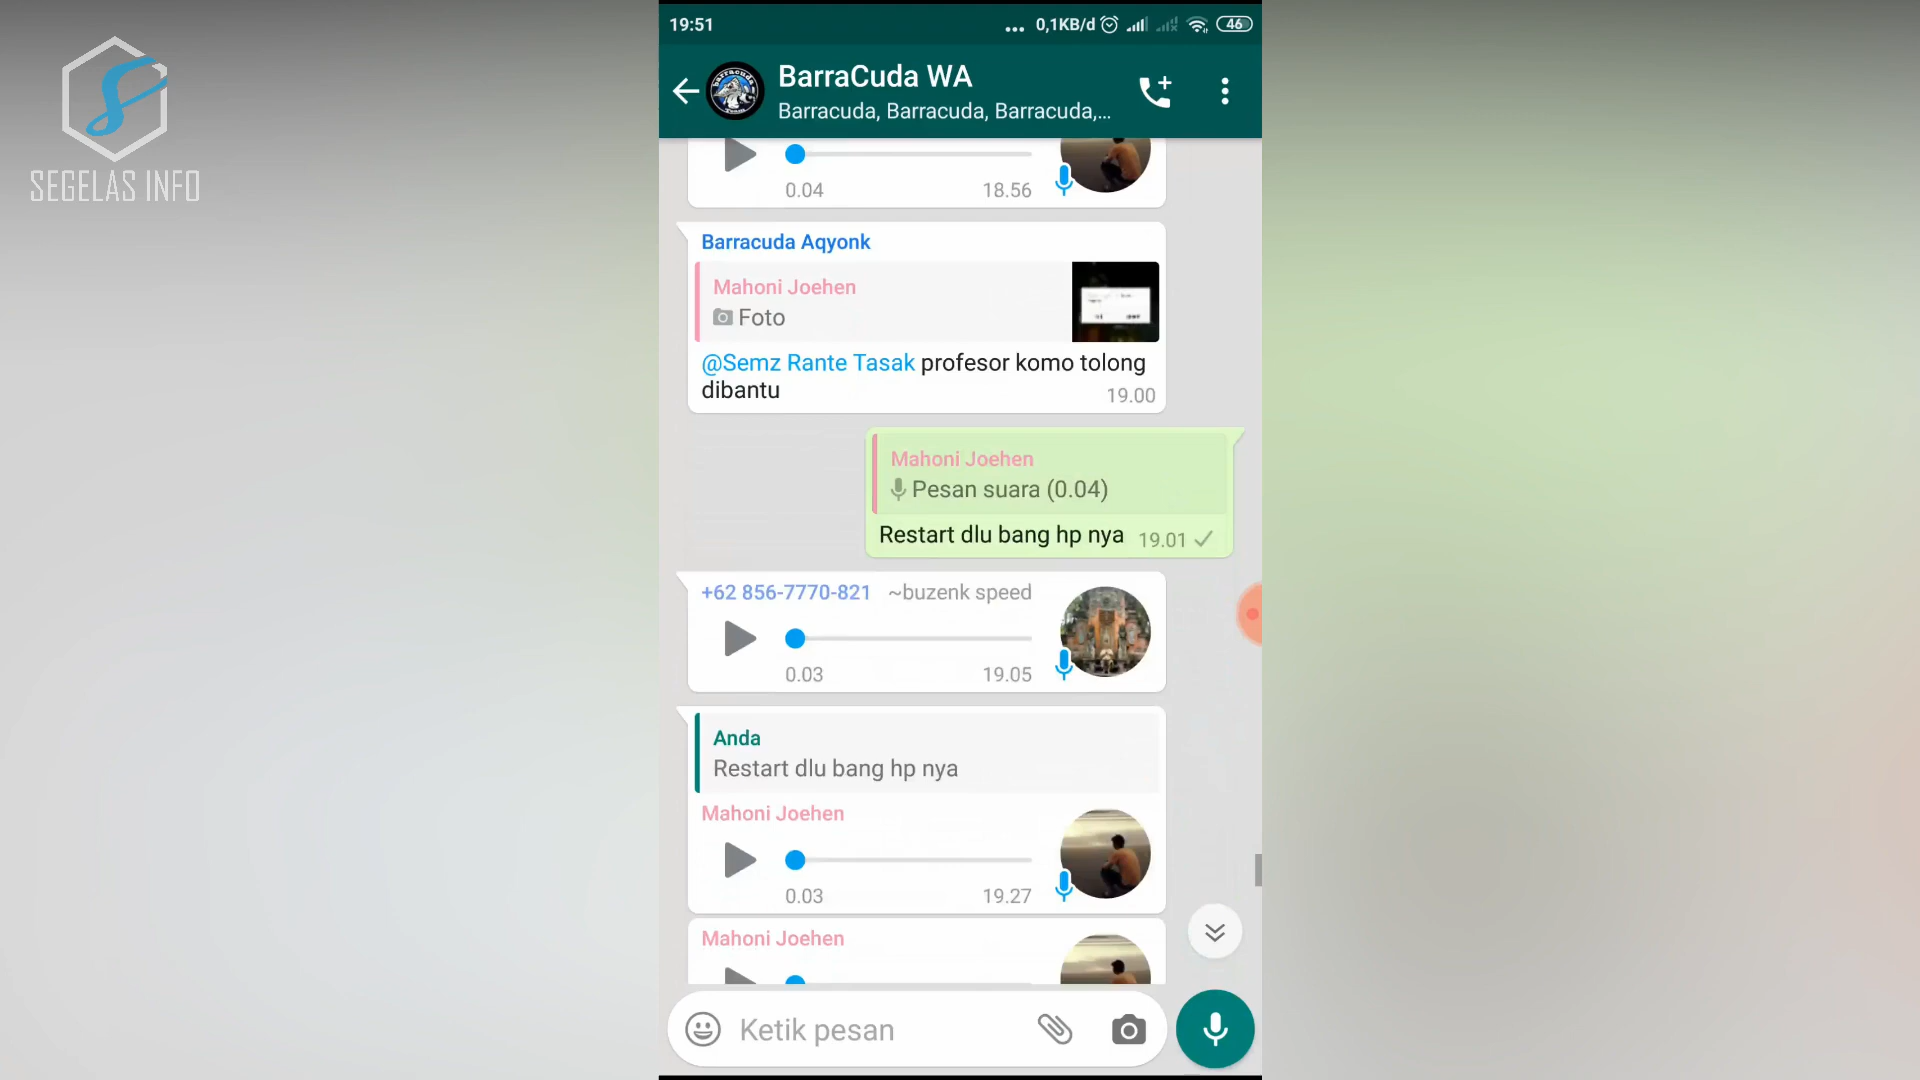 SEGELAS INFO
19:51
0,1KB/d
46
BarraCuda WA
Barracuda, Barracuda, Barracuda,...
0.04
18.56
Barracuda Aqyonk
Mahoni Joehen
Foto
@Semz Rante Tasak profesor komo tolong
dibantu
19.00
Mahoni Joehen
Pesan suara (0.04)
Restart dlu bang hp nya
19.01
+62 856-7770-821 ~buzenk speed
0.03
19.05
Anda
Restart dlu bang hp nya
Mahoni Joehen
0.03
19.27
Mahoni Joehen
Ketik pesan